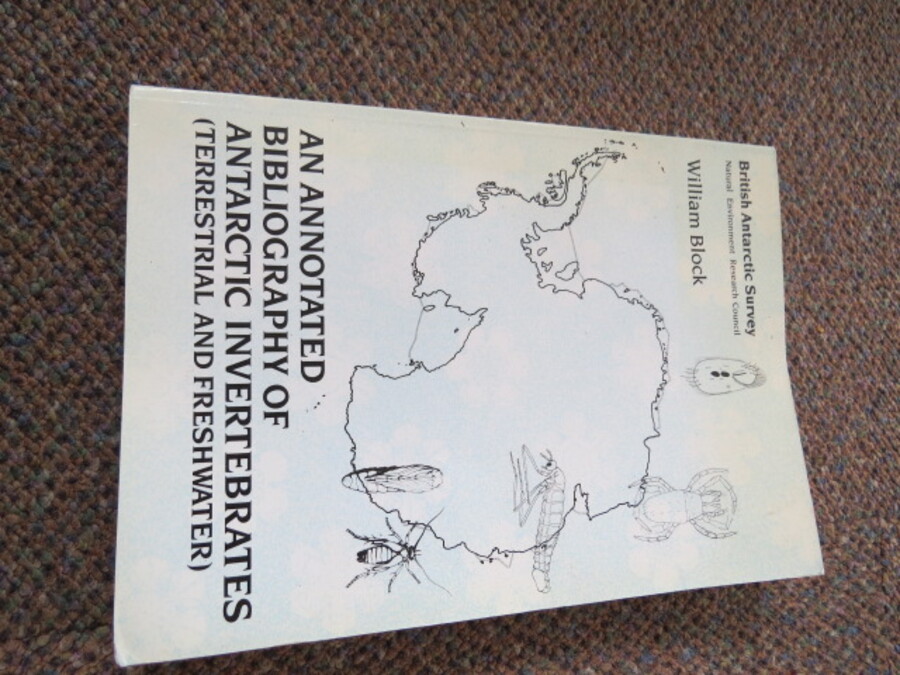 British Antarctic Survey
Natural Environment Research Council
William Block
AN ANNOTATED
BIBLIOGRAPHY OF
ANTARCTIC INVERTEBRATES
(TERRESTRIAL AND FRESHWATER)